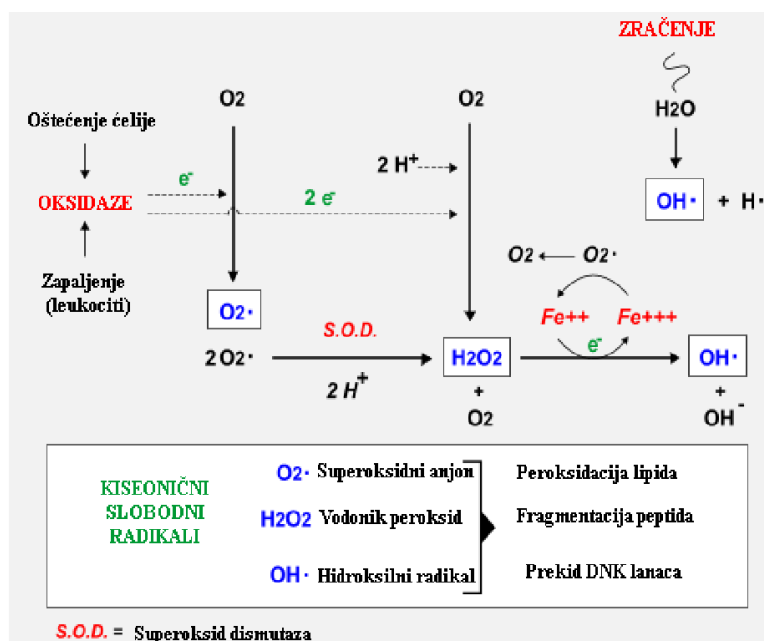 ZRAČENJE
O2
O2
H2O
Oštećenje ćelije
2 H+
e-
OKSIDAZE
2 e-
OH· + H·
O2 O2·
Zapaljenje
(leukociti)
O2·
Fe++ Fe+++
S.O.D.
e-
2 O2·
H2O2
OH·
2 H+
+
O2
+
OH-
KISEONIČNI
SLOBODNI
RADIKALI
O2· Superoksidni anjon
H2O2 Vodonik peroksid
OH· Hidroksilni radikal
Peroksidacija lipida
Fragmentacija peptida
Prekid DNK lanaca
S.O.D. = Superoksid dismutaza